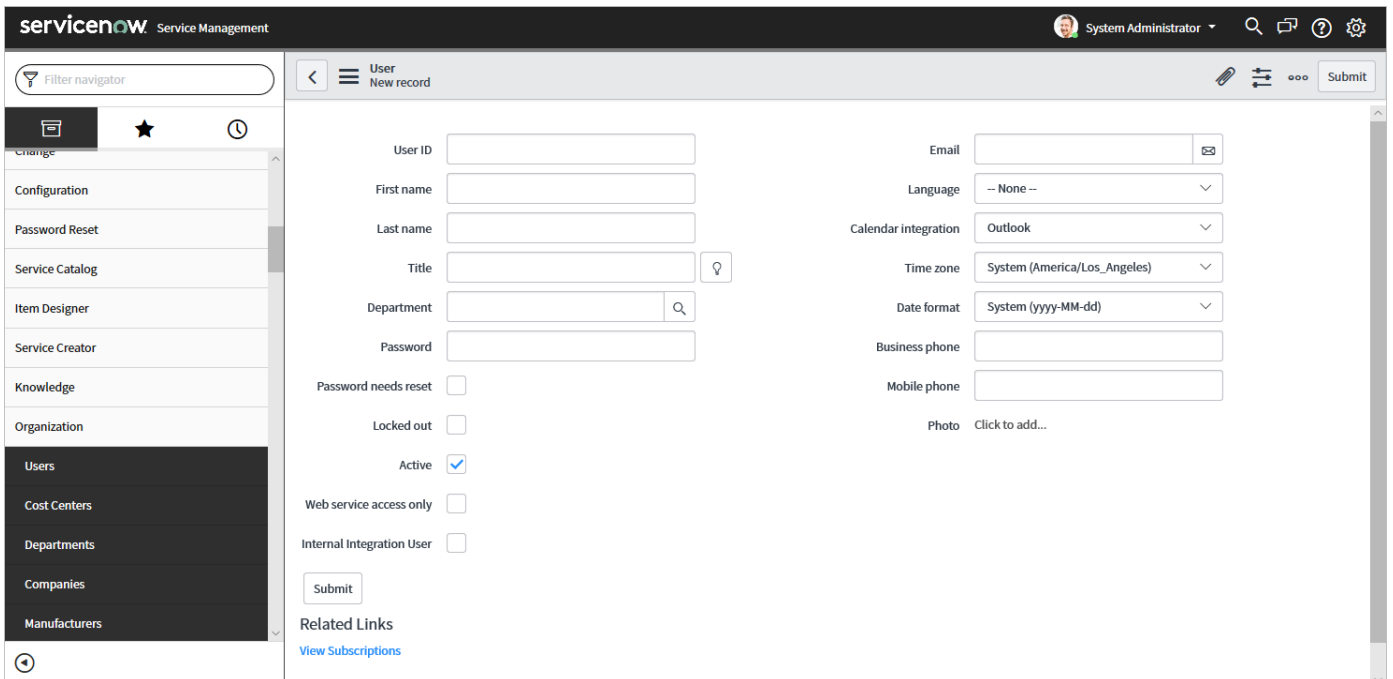 servicenow. Service Management
System Administrator
Filter navigator
User
New record
Submit
Change
Configuration
Password Reset
Service Catalog
Item Designer
Service Creator
Knowledge
Organization
Users
Cost Centers
Departments
Companies
Manufacturers
User ID
First name
Last name
Title
Department
Password
Password needs reset
Locked out
Active
Web service access only
Internal Integration User
Email
Language -- None --
Calendar integration Outlook
Time zone System (America/Los_Angeles)
Date format System (yyyy-MM-dd)
Business phone
Mobile phone
Photo Click to add...
Submit
Related Links
View Subscriptions